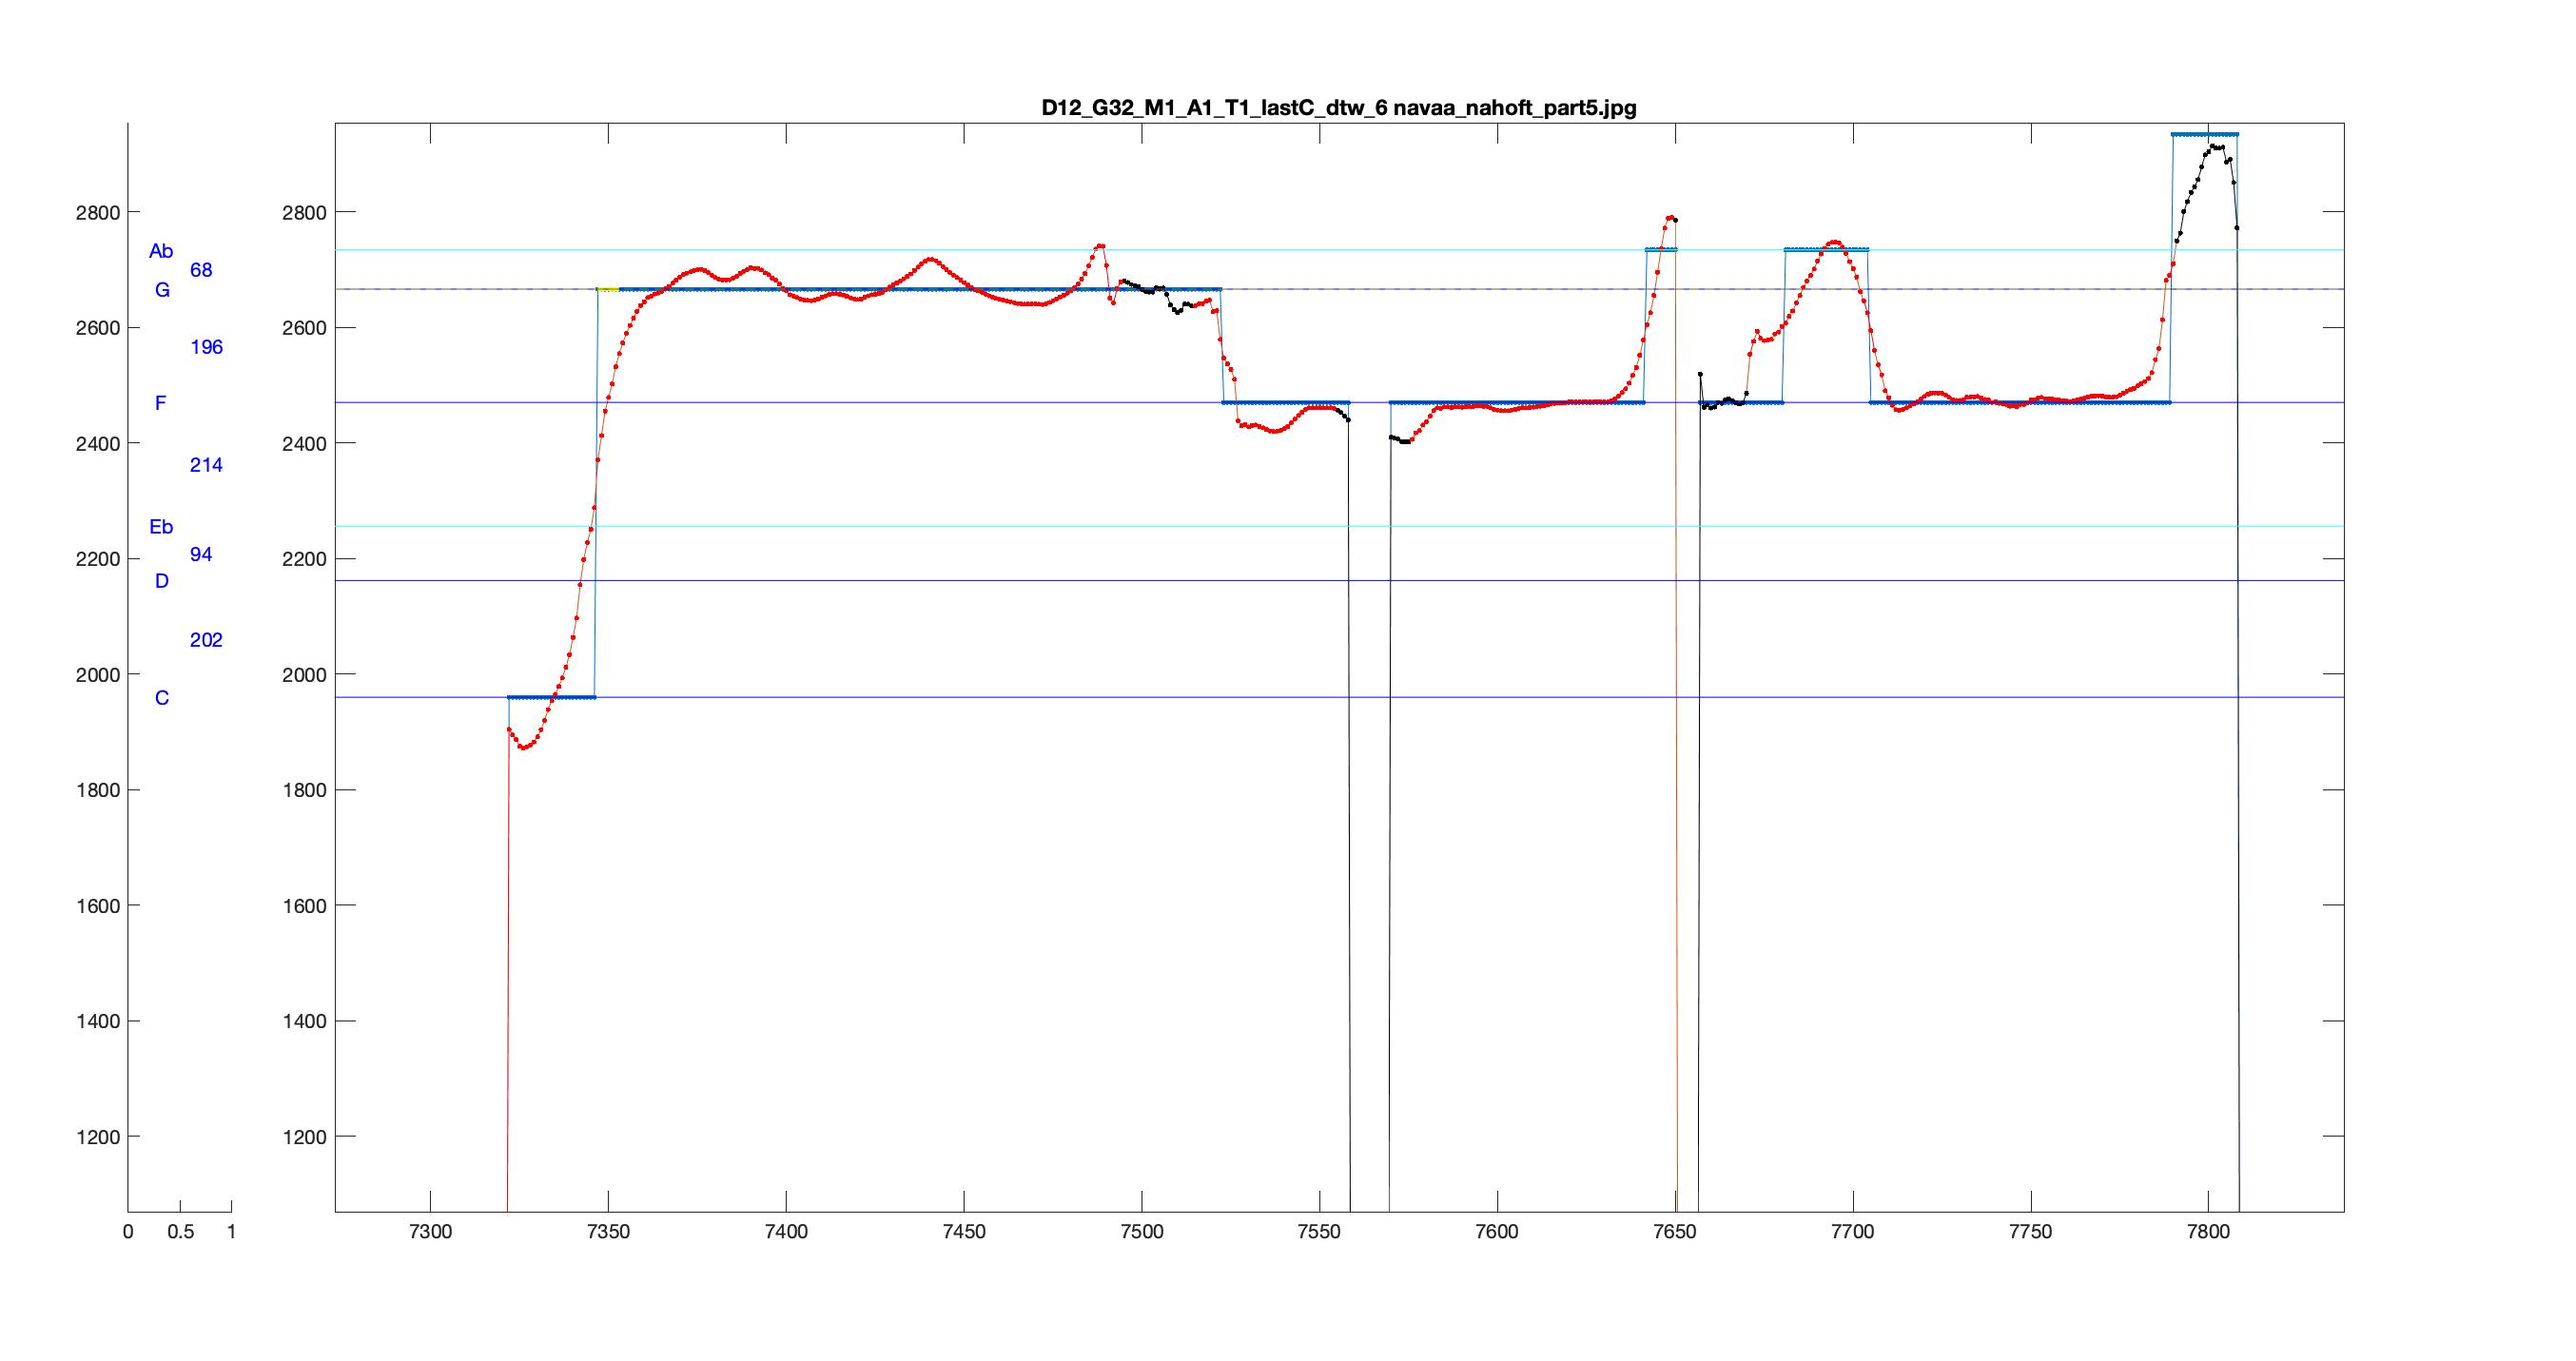 D12_G32_M1_A1_T1_lastC_dtw_6 navaa_nahoft_part5.jpg
2800 2800
Ab
68
G
2600 2600
196
F
2400 2400
214
Eb
2200 94 2200
D
202
2000 2000
C
1800 1800
1600 1600
1400 1400
1200 1200
0 0.5 1 7300 7350 7400 7450 7500 7550 7600 7650 7700 7750 7800